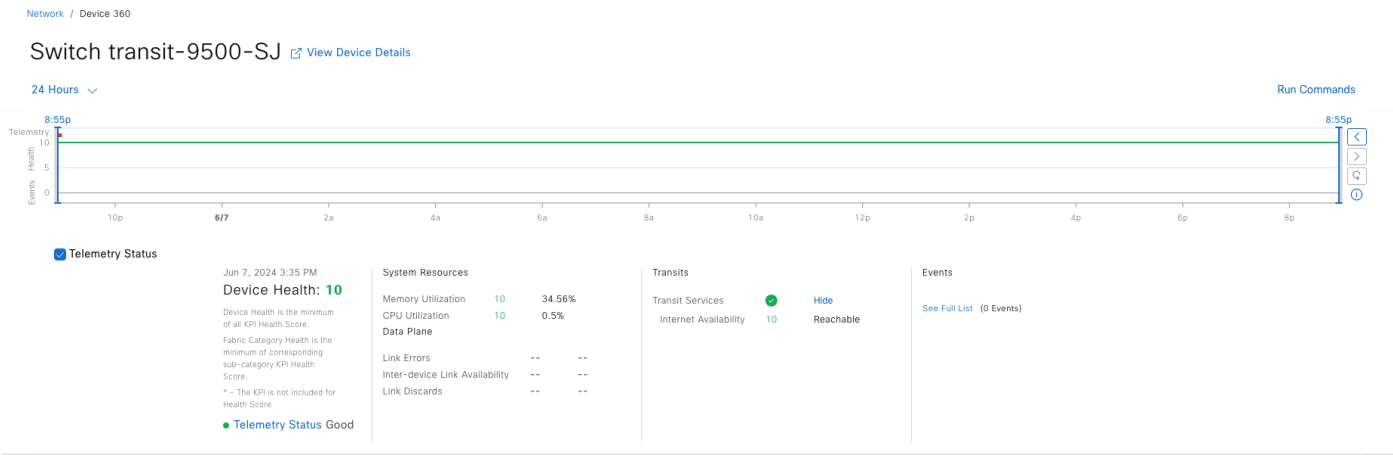 Network / Device 360
Switch transit-9500-SJ View Device Details
24 Hours
Run Commands
8:55p 8:55p
Telemetry
10
Health
5
Events
0
10p 6/7 2a 4a 6a 8a 10a 12p 2p 4p 6p 8p
Telemetry Status
Jun 7, 2024 3:35 PM
Device Health: 10
Device Health is the minimum
of all KPI Health Score.
Fabric Category Health is the
minimum of corresponding
sub-category KPI Health
Score.
* - The KPI is not included for
Health Score
Telemetry Status Good
System Resources
Memory Utilization 10 34.56%
CPU Utilization 10 0.5%
Data Plane
Link Errors -- --
Inter-device Link Availability -- --
Link Discards -- --
Transits
Transit Services Hide
Internet Availability 10 Reachable
Events
See Full List (0 Events)